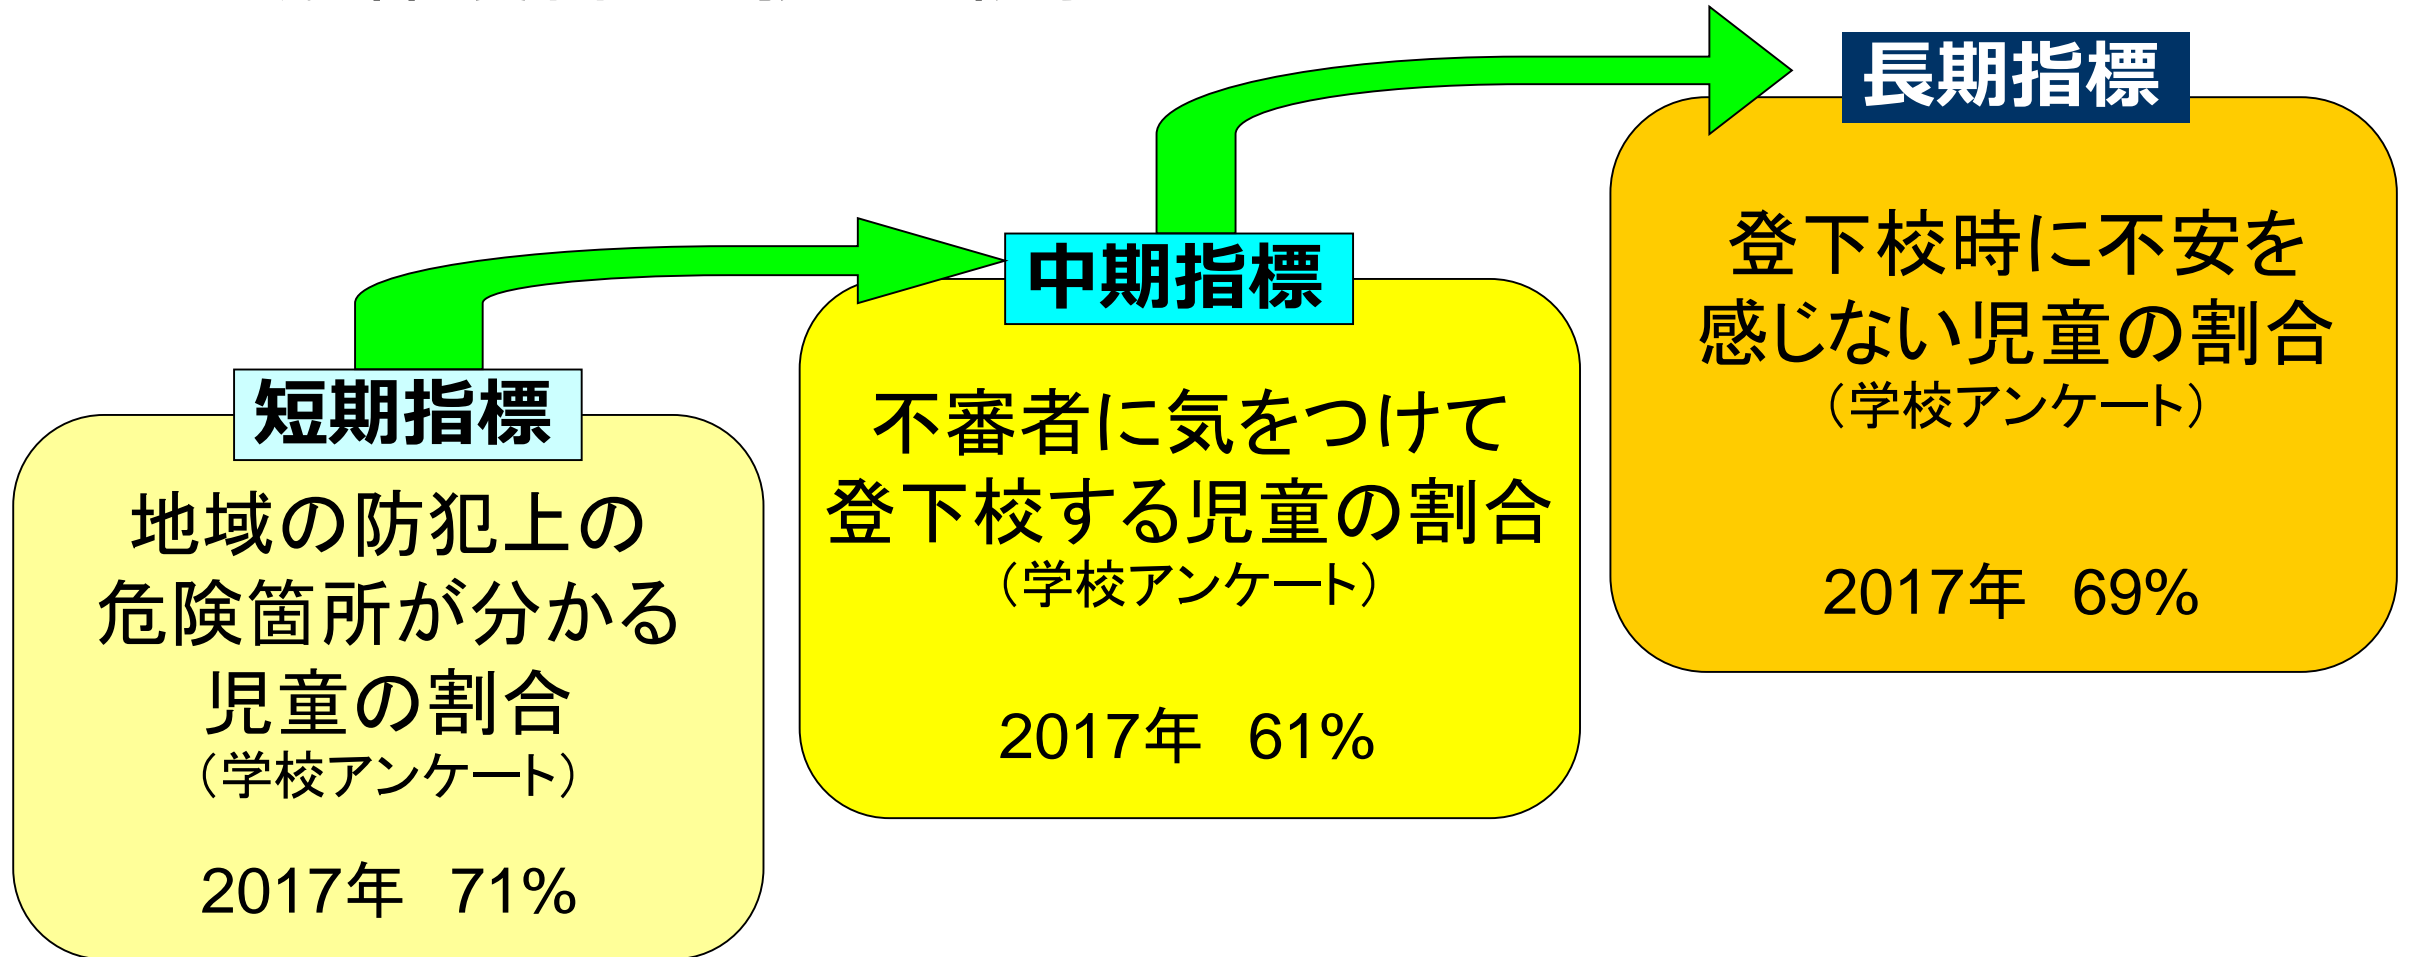 短期指標
地域の防犯上の
危険箇所が分かる
児童の割合
（学校アンケート）
2017年 71%
中期指標
不審者に気をつけて
登下校する児童の割合
（学校アンケート）
2017年 61%
長期指標
登下校時に不安を
感じない児童の割合
（学校アンケート）
2017年 69%